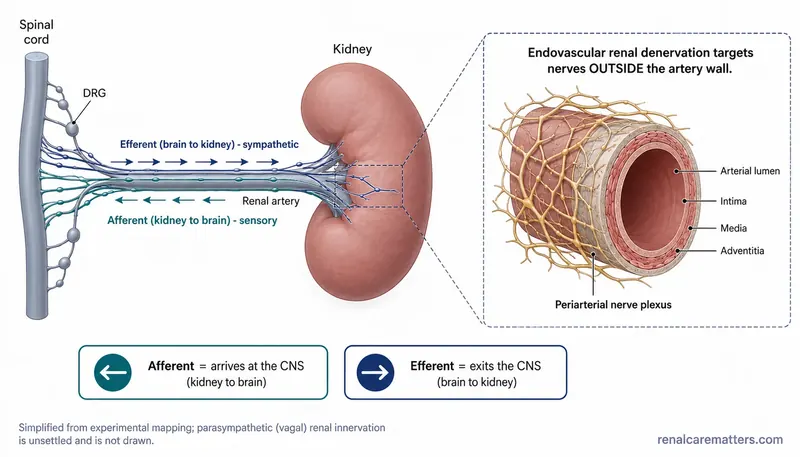 Spinal
cord
Kidney
DRG
Efferent (brain to kidney) - sympathetic
Renal artery
Afferent (kidney to brain) - sensory
Endovascular renal denervation targets
nerves OUTSIDE the artery wall.
Arterial lumen
Intima
Media
Adventitia
Periarterial nerve plexus
Afferent = arrives at the CNS
(kidney to brain)
Efferent = exits the CNS
(brain to kidney)
Simplified from experimental mapping; parasympathetic (vagal) renal innervation
is unsettled and is not drawn.
renalcarematters.com